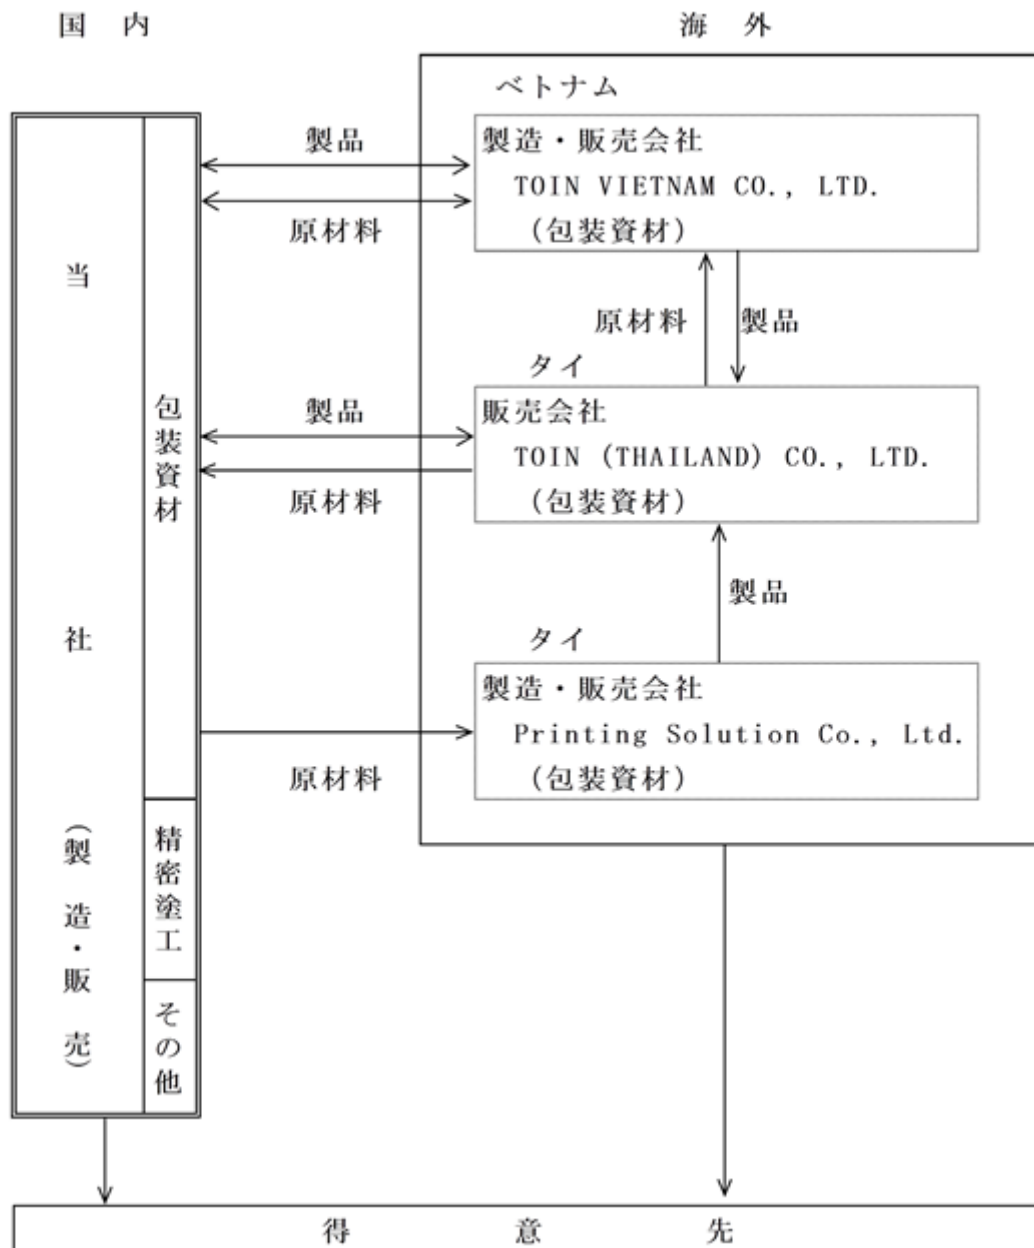 国内
海外
ベトナム
製造・販売会社
TOIN VIETNAM CO., LTD.
(包装資材)
製品
原材料
原材料
製品
タイ
販売会社
TOIN (THAILAND) CO., LTD.
(包装資材)
製品
原材料
製品
タイ
製造・販売会社
Printing Solution Co., Ltd.
(包装資材)
原材料
当社(製造・販売)
包装資材
精密塗工
その他
得意先